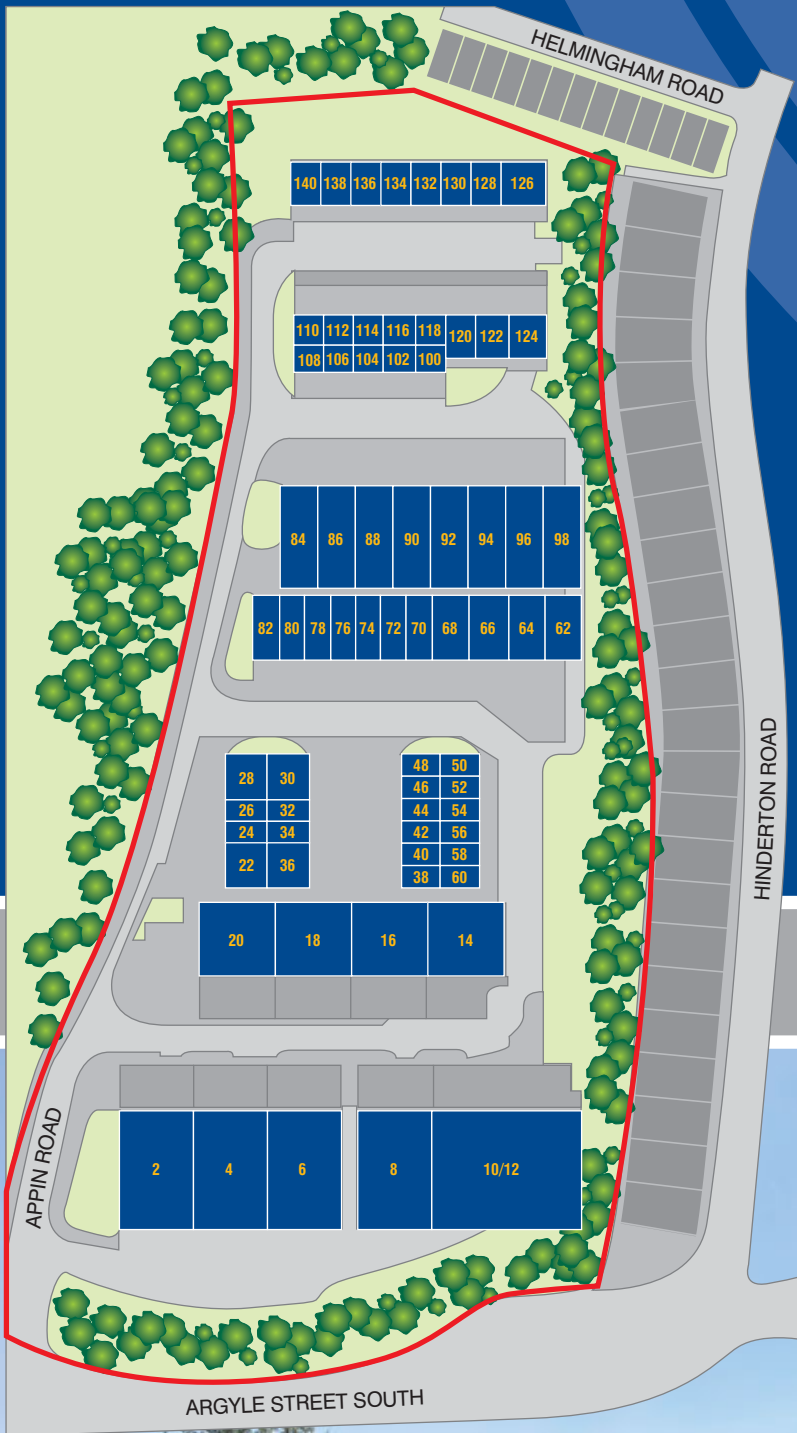 HELMINGHAM ROAD
140 138 136 134 132 130 128 126
110 112 114 116 118 120 122 124
108 106 104 102 100
84 86 88 90 92 94 96 98
82 80 78 76 74 72 70 68 66 64 62
28 30
26 32
24 34
22 36
48 50
46 52
44 54
42 56
40 58
38 60
HINDERTON ROAD
20 18 16 14
2 4 6 8 10/12
APPIN ROAD
ARGYLE STREET SOUTH